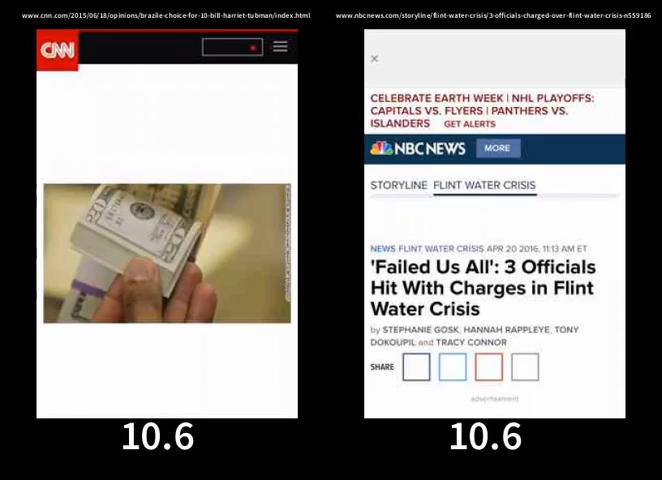 www.cnn.com/2015/06/18/opinions/brazile-choice-for-10-bill-harriet-tubman/index.html
CNN
20
20
10.6
www.nbcnews.com/storyline/flint-water-crisis/3-officials-charged-over-flint-water-crisis-n559186
×
CELEBRATE EARTH WEEK | NHL PLAYOFFS:
CAPITALS VS. FLYERS | PANTHERS VS.
ISLANDERS GET ALERTS
NBC NEWS MORE
STORYLINE FLINT WATER CRISIS
NEWS FLINT WATER CRISIS APR 20 2016, 11:13 AM ET
'Failed Us All': 3 Officials
Hit With Charges in Flint
Water Crisis
by STEPHANIE GOSK, HANNAH RAPPLEYE, TONY
DOKOUPIL and TRACY CONNOR
SHARE
advertisement
10.6